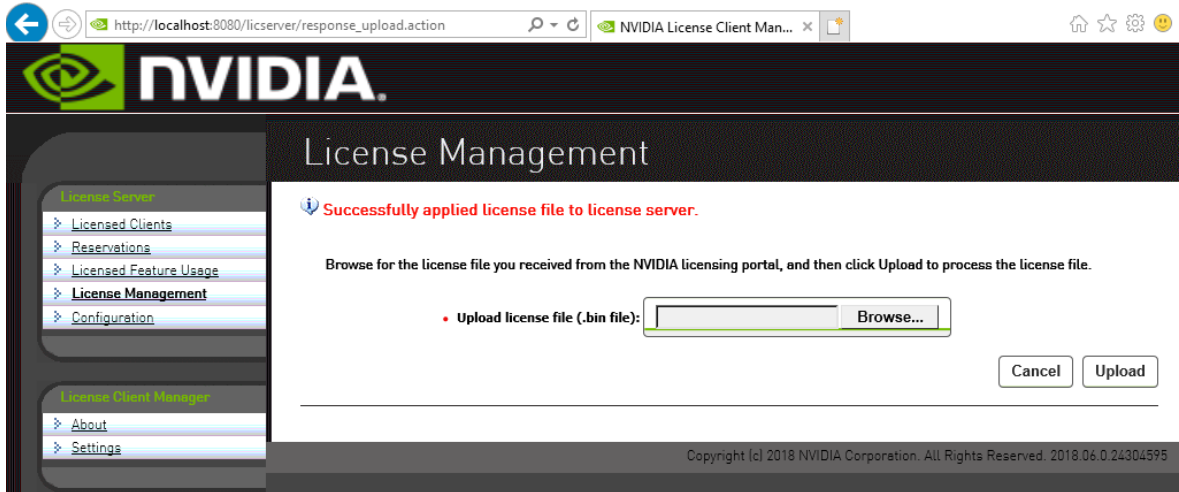 http://localhost:8080/licserver/response_upload.action
NVIDIA License Client Man...
NVIDIA.
License Management
License Server
Licensed Clients
Reservations
Licensed Feature Usage
License Management
Configuration
License Client Manager
About
Settings
Successfully applied license file to license server.
Browse for the license file you received from the NVIDIA licensing portal, and then click Upload to process the license file.
• Upload license file (.bin file): Browse...
Cancel Upload
Copyright (c) 2018 NVIDIA Corporation. All Rights Reserved. 2018.06.0.24304595